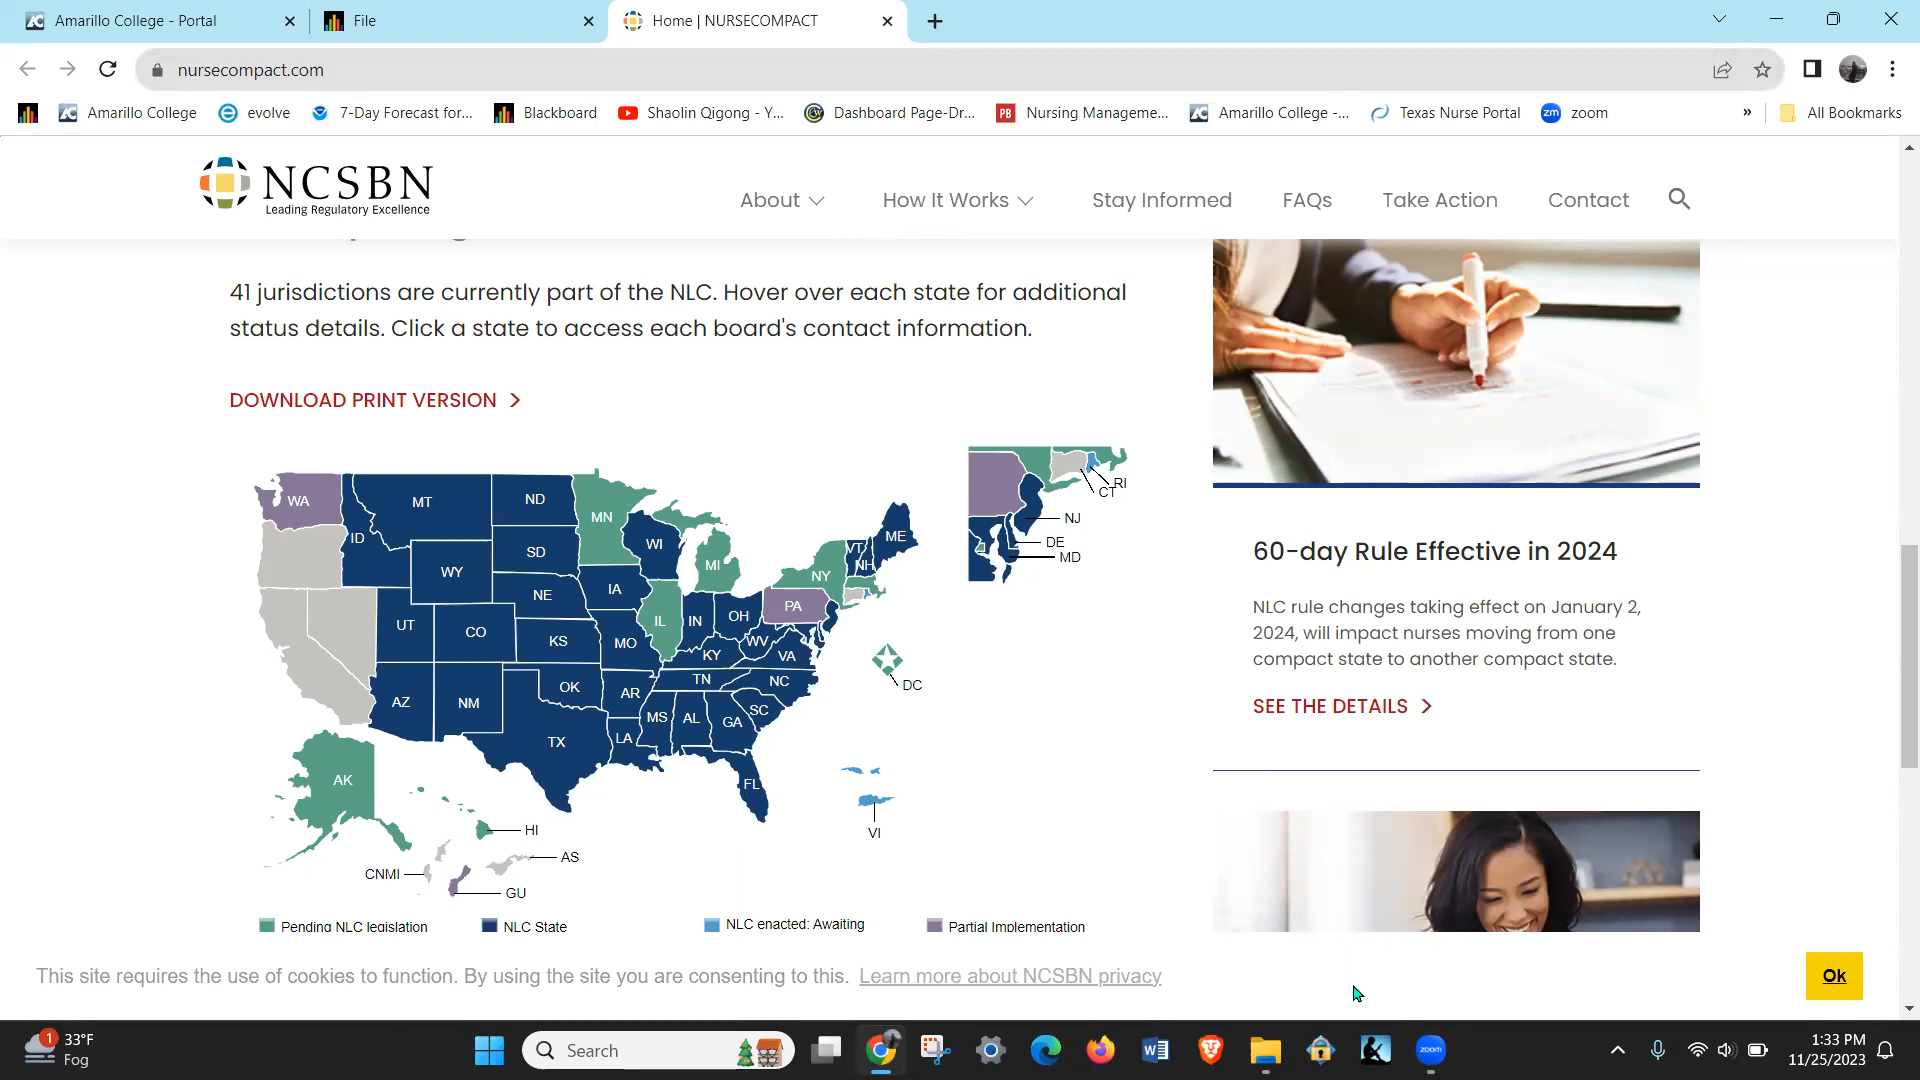 Amarillo College - Portal
File
Home | NURSECOMPACT
nursecompact.com
Amarillo College
evolve
7-Day Forecast for...
Blackboard
Shaolin Qigong - Y...
Dashboard Page-Dr...
PB
Nursing Manageme...
Amarillo College -...
Texas Nurse Portal
zm
zoom
»
All Bookmarks
NCSBN
Leading Regulatory Excellence
About
How It Works
Stay Informed
FAQs
Take Action
Contact
41 jurisdictions are currently part of the NLC. Hover over each state for additional
status details. Click a state to access each board's contact information.
DOWNLOAD PRINT VERSION
WA
MT
ND
MN
ID
SD
WI
MI
WY
NE
IA
NY
VT
NH
ME
PA
UT
CO
KS
MO
IL
IN
OH
WV
VA
KY
AZ
NM
OK
AR
TN
NC
SC
TX
LA
MS
AL
GA
FL
AK
HI
AS
CNMI
GU
DC
VI
RI
CT
NJ
DE
MD
Pending NLC legislation
NLC State
NLC enacted: Awaiting
Partial Implementation
60-day Rule Effective in 2024
NLC rule changes taking effect on January 2,
2024, will impact nurses moving from one
compact state to another compact state.
SEE THE DETAILS
This site requires the use of cookies to function. By using the site you are consenting to this. Learn more about NCSBN privacy
Ok
1
33°F
Fog
Search
zoom
1:33 PM
11/25/2023